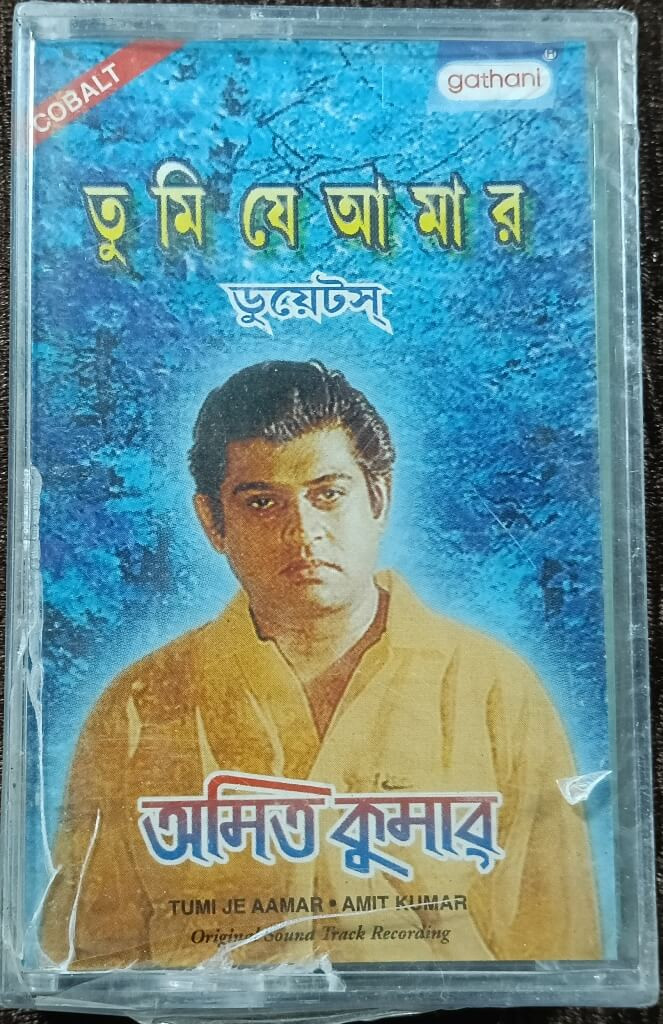 COBALT
gathani ®
তুমি যে আমার
ডুয়েটস্
অমিত কুমার
TUMI JE AAMAR • AMIT KUMAR
Original Sound Track Recording